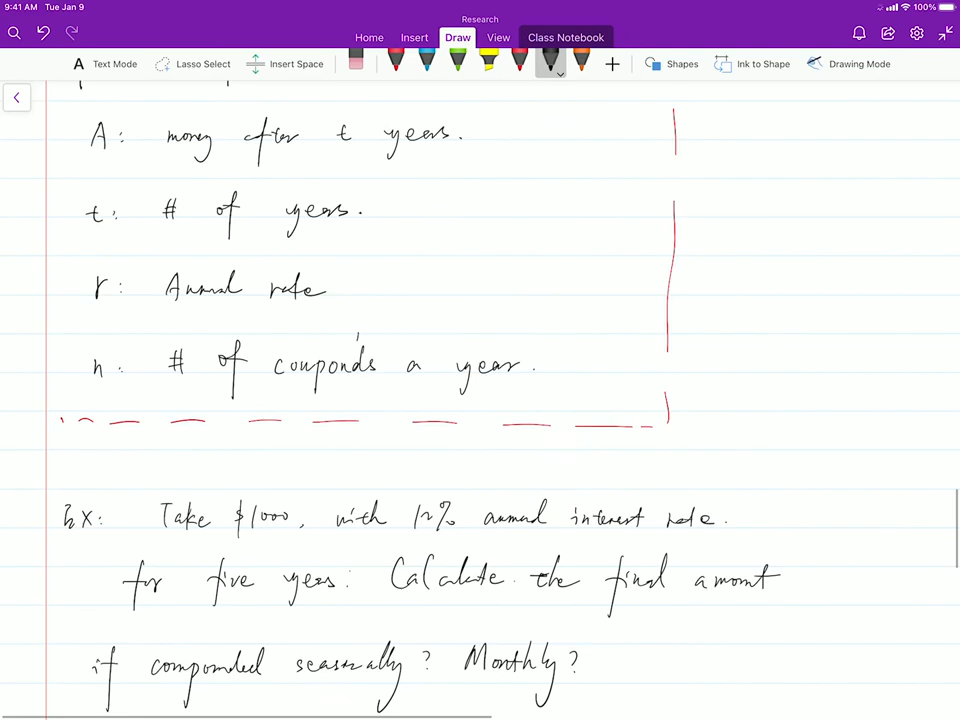 9:41 AM Tue Jan 9
100%
Research
Home Insert Draw View Class Notebook
A Text Mode Lasso Select Insert Space Shapes Ink to Shape Drawing Mode
A: money after t years.
t: # of years.
r: Annual rate
n: # of couponds a year.
Ex: Take $1000, with 12% annual interest rate.
for five years: Calculate the final amount
if compounded seasonally? Monthly?